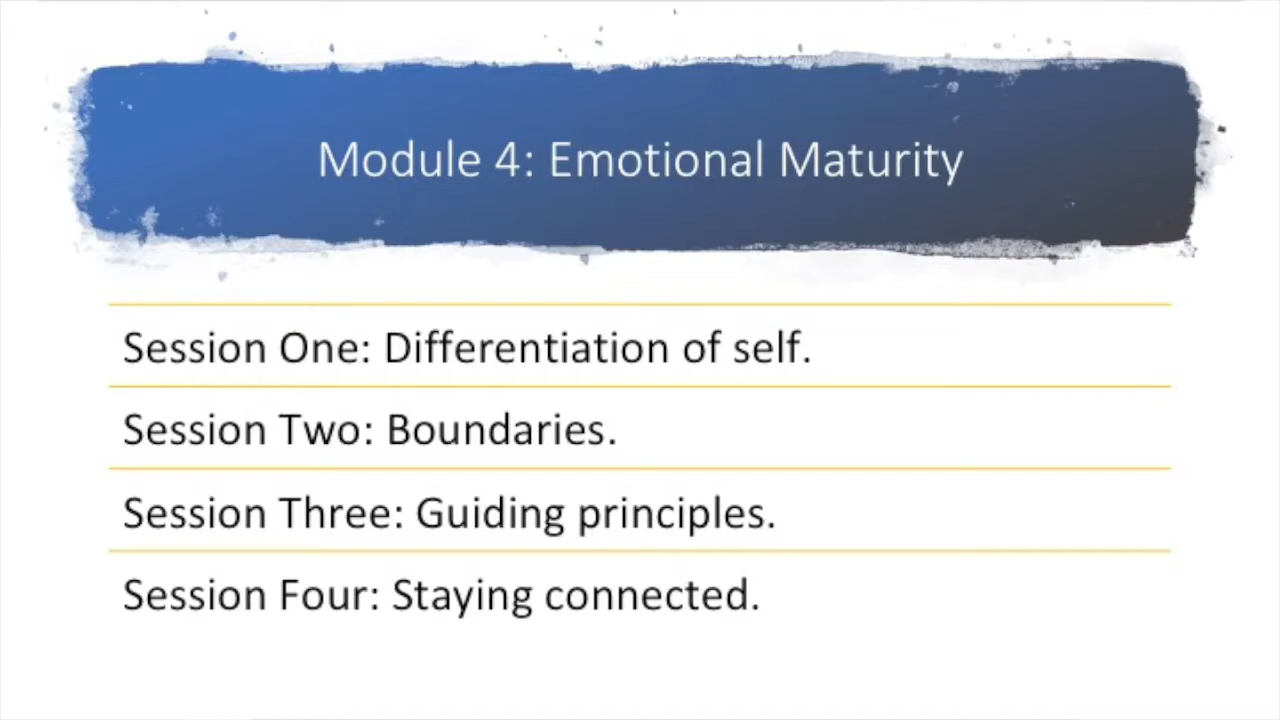 Module 4: Emotional Maturity
Session One: Differentiation of self.
Session Two: Boundaries.
Session Three: Guiding principles.
Session Four: Staying connected.